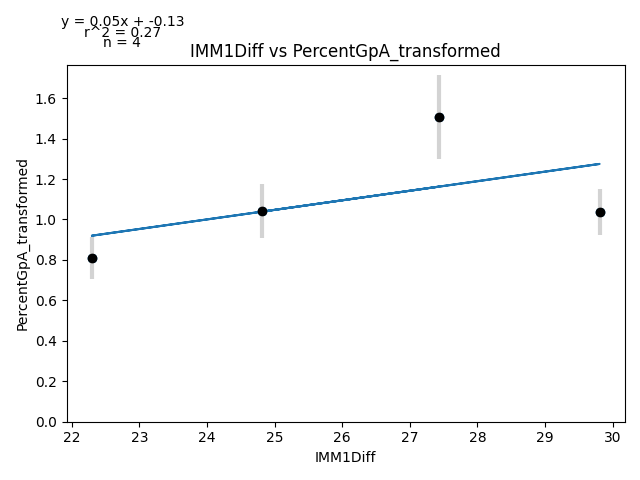 y = 0.05x + -0.13
r^2 = 0.27
n = 4
IMM1Diff vs PercentGpA_transformed
PercentGpA_transformed
1.6
1.4
1.2
1.0
0.8
0.6
0.4
0.2
0.0
22 23 24 25 26 27 28 29 30
IMM1Diff